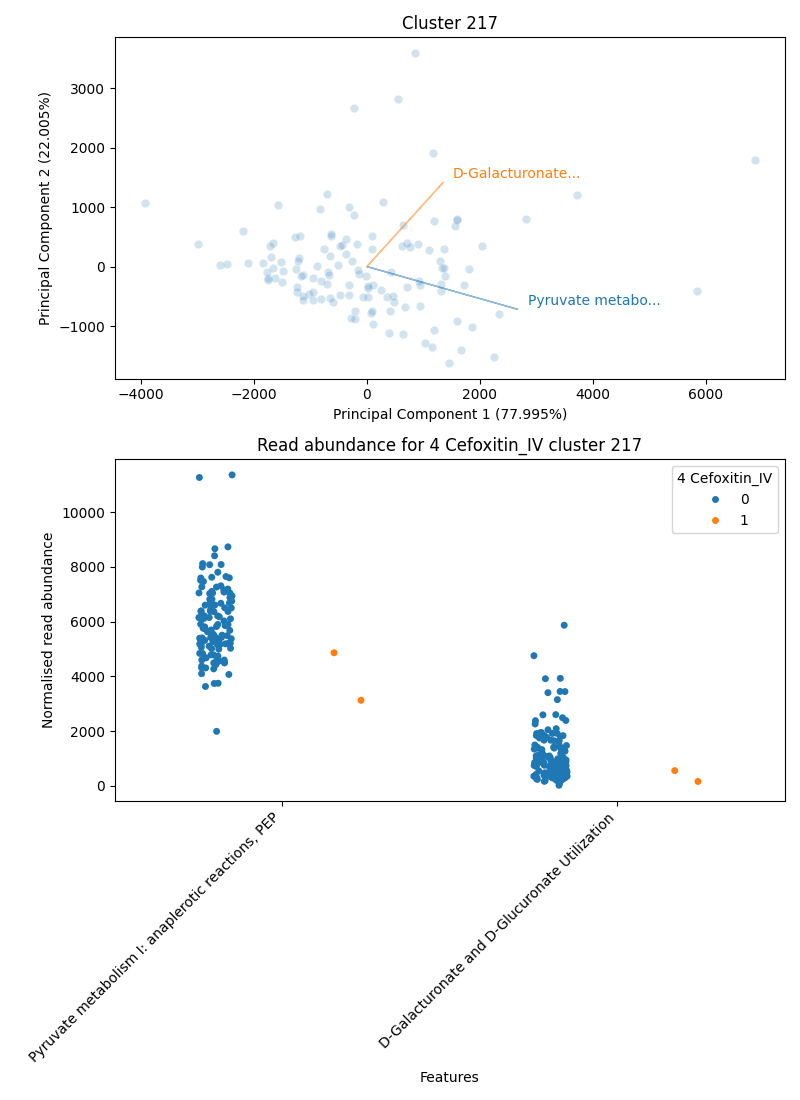 Cluster 217
Principal Component 2 (22.005%)
3000
2000
1000
0
−1000
D-Galacturonate...
Pyruvate metabo...
−4000
−2000
0
2000
4000
6000
Principal Component 1 (77.995%)
Read abundance for 4 Cefoxitin_IV cluster 217
Normalised read abundance
10000
8000
6000
4000
2000
0
4 Cefoxitin_IV
0
1
Pyruvate metabolism I: anaplerotic reactions, PEP
D-Galacturonate and D-Glucuronate Utilization
Features